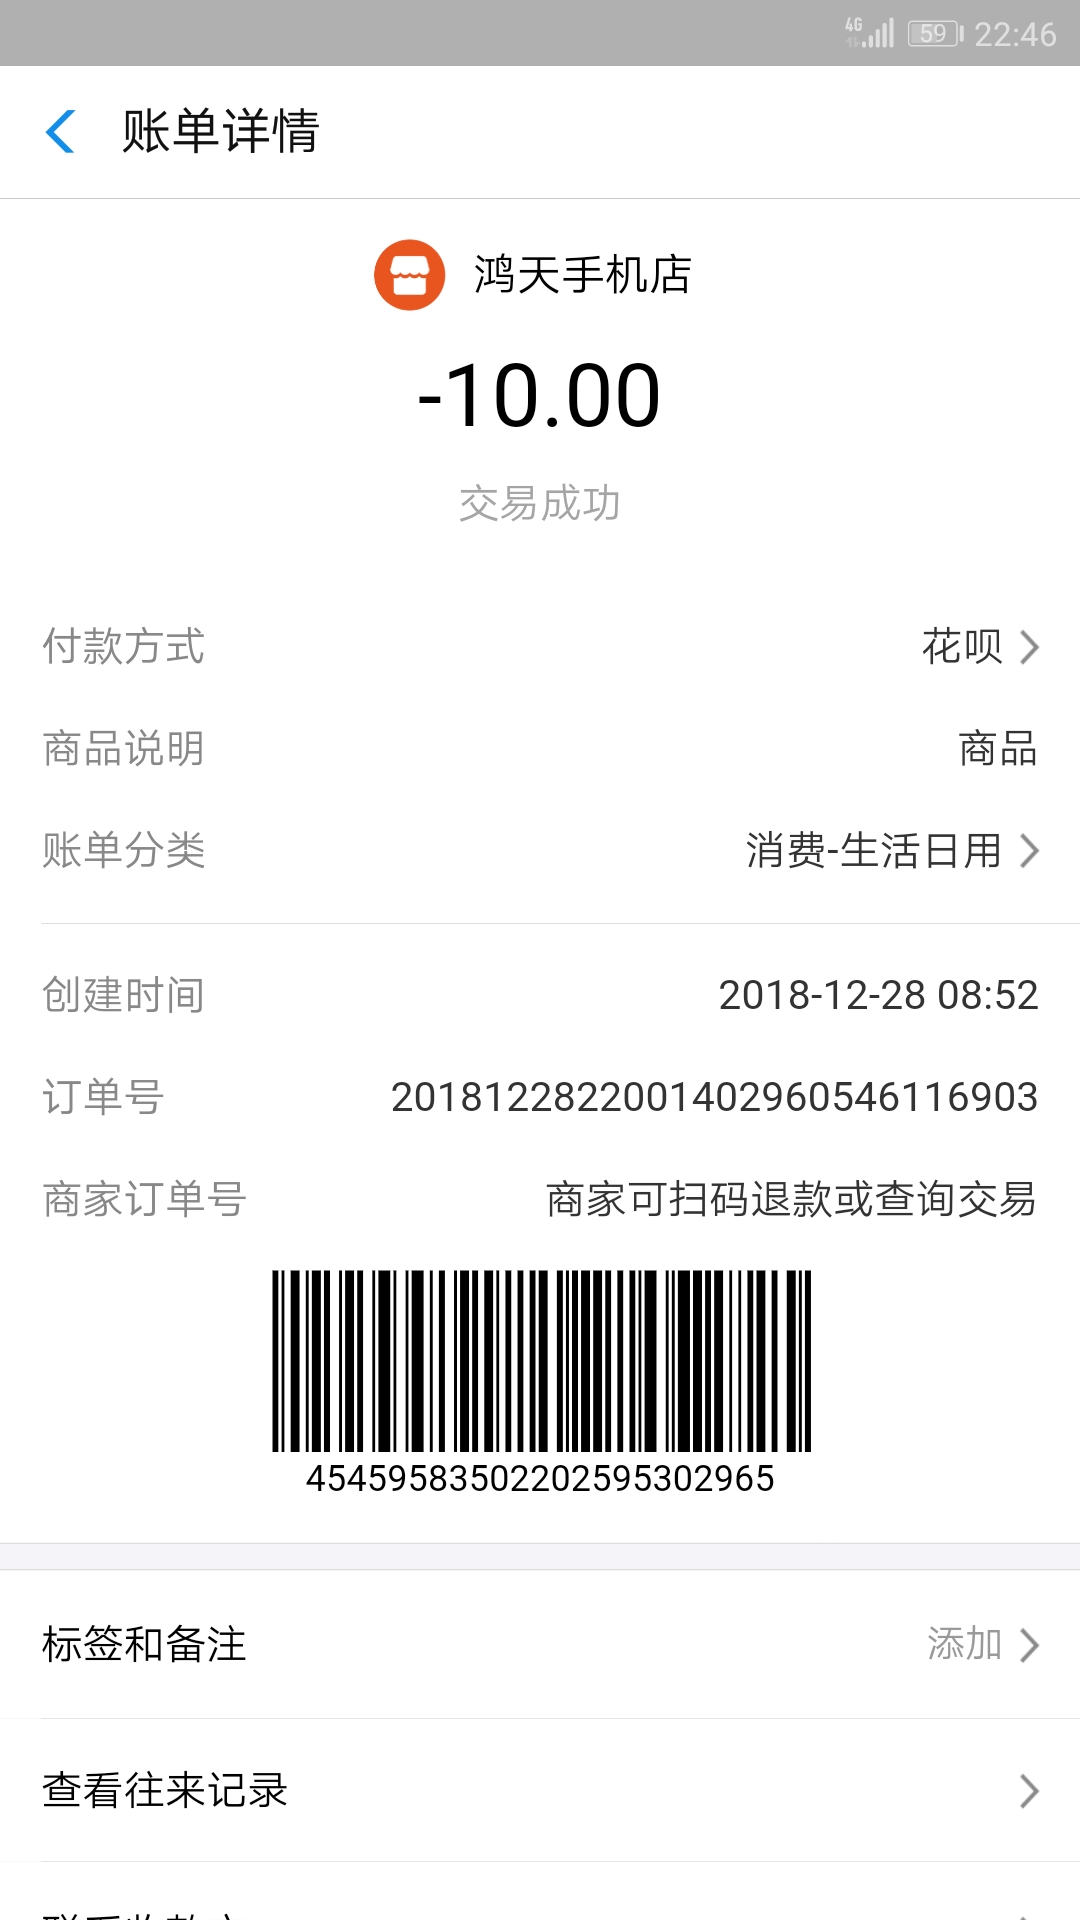 4G 59 22:46
账单详情
鸿天手机店
-10.00
交易成功
付款方式 花呗
商品说明 商品
账单分类 消费-生活日用
创建时间 2018-12-28 08:52
订单号 2018122822001402960546116903
商家订单号 商家可扫码退款或查询交易
45459583502202595302965
标签和备注 添加
查看往来记录